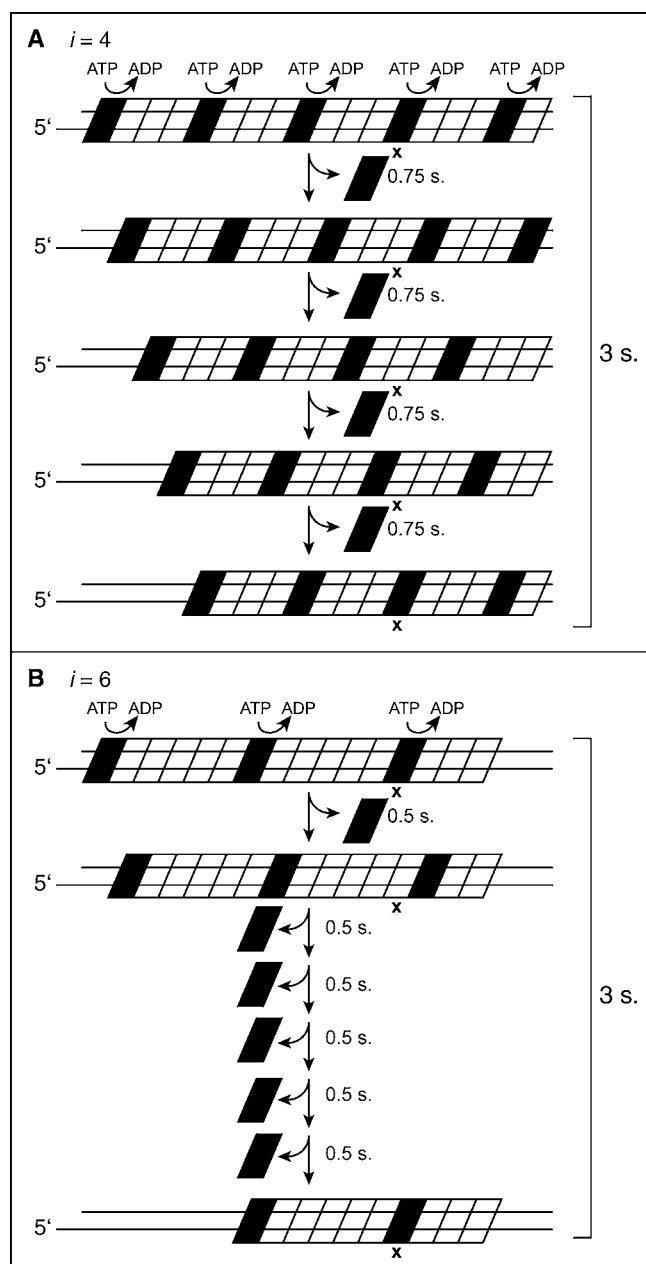 A i = 4
ATP ADP ATP ADP ATP ADP ATP ADP ATP ADP
5‘
x
0.75 s.
5‘
x
0.75 s.
5‘
x
0.75 s.
5‘
x
0.75 s.
5‘
x
3 s.
B i = 6
ATP ADP ATP ADP ATP ADP
5‘
x
0.5 s.
5‘
x
0.5 s.
0.5 s.
0.5 s.
0.5 s.
0.5 s.
5‘
x
3 s.